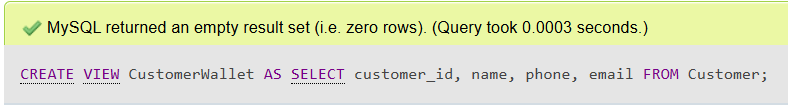 MySQL returned an empty result set (i.e. zero rows). (Query took 0.0003 seconds.)
CREATE VIEW CustomerWallet AS SELECT customer_id, name, phone, email FROM Customer;